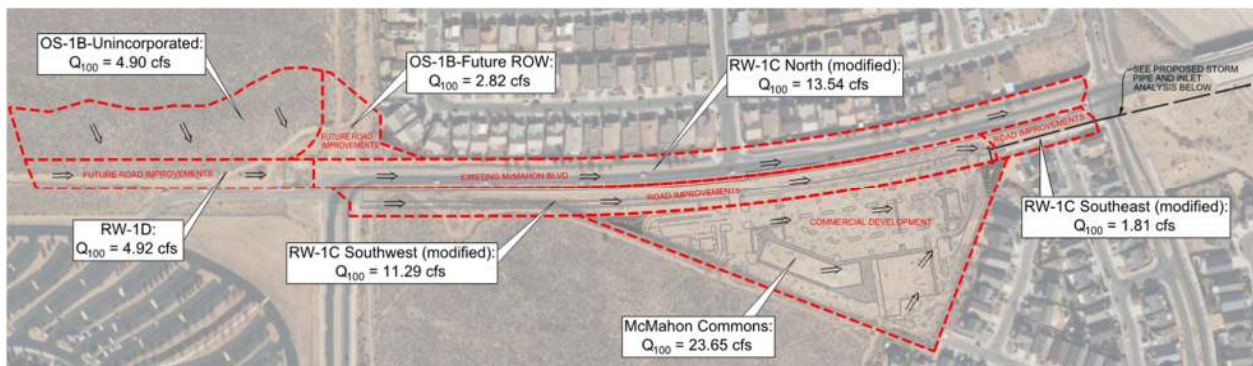 OS-1B-Unincorporated:
Q100 = 4.90 cfs
OS-1B-Future ROW:
Q100 = 2.82 cfs
RW-1C North (modified):
Q100 = 13.54 cfs
SEE PROPOSED STORM
PIPE AND INLET
ANALYSIS BELOW
FUTURE ROAD
IMPROVEMENTS
ROAD IMPROVEMENTS
FUTURE ROAD IMPROVEMENTS
EXISTING McMAHON BLVD
ROAD IMPROVEMENTS
COMMERCIAL DEVELOPMENT
RW-1D:
Q100 = 4.92 cfs
RW-1C Southwest (modified):
Q100 = 11.29 cfs
RW-1C Southeast (modified):
Q100 = 1.81 cfs
McMahon Commons:
Q100 = 23.65 cfs